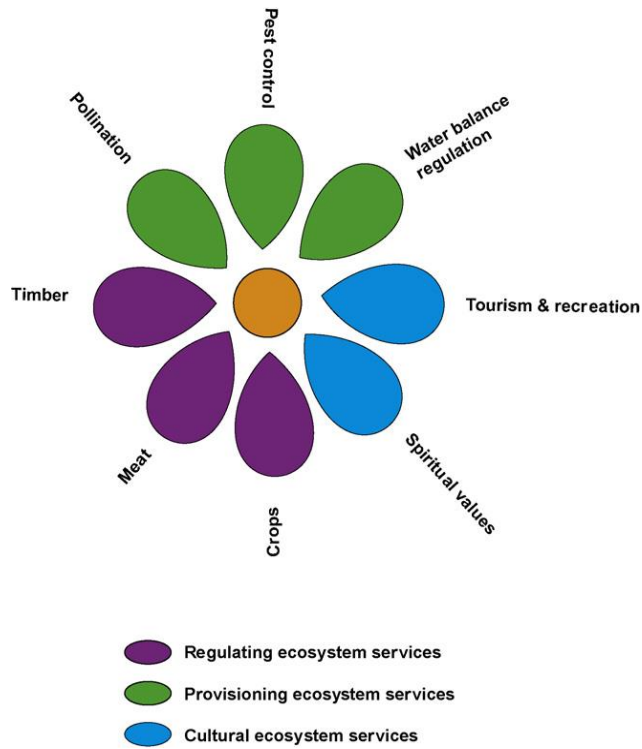 Pest control
Pollination
Water balance
regulation
Timber
Tourism & recreation
Meat
Spiritual values
Crops
Regulating ecosystem services
Provisioning ecosystem services
Cultural ecosystem services